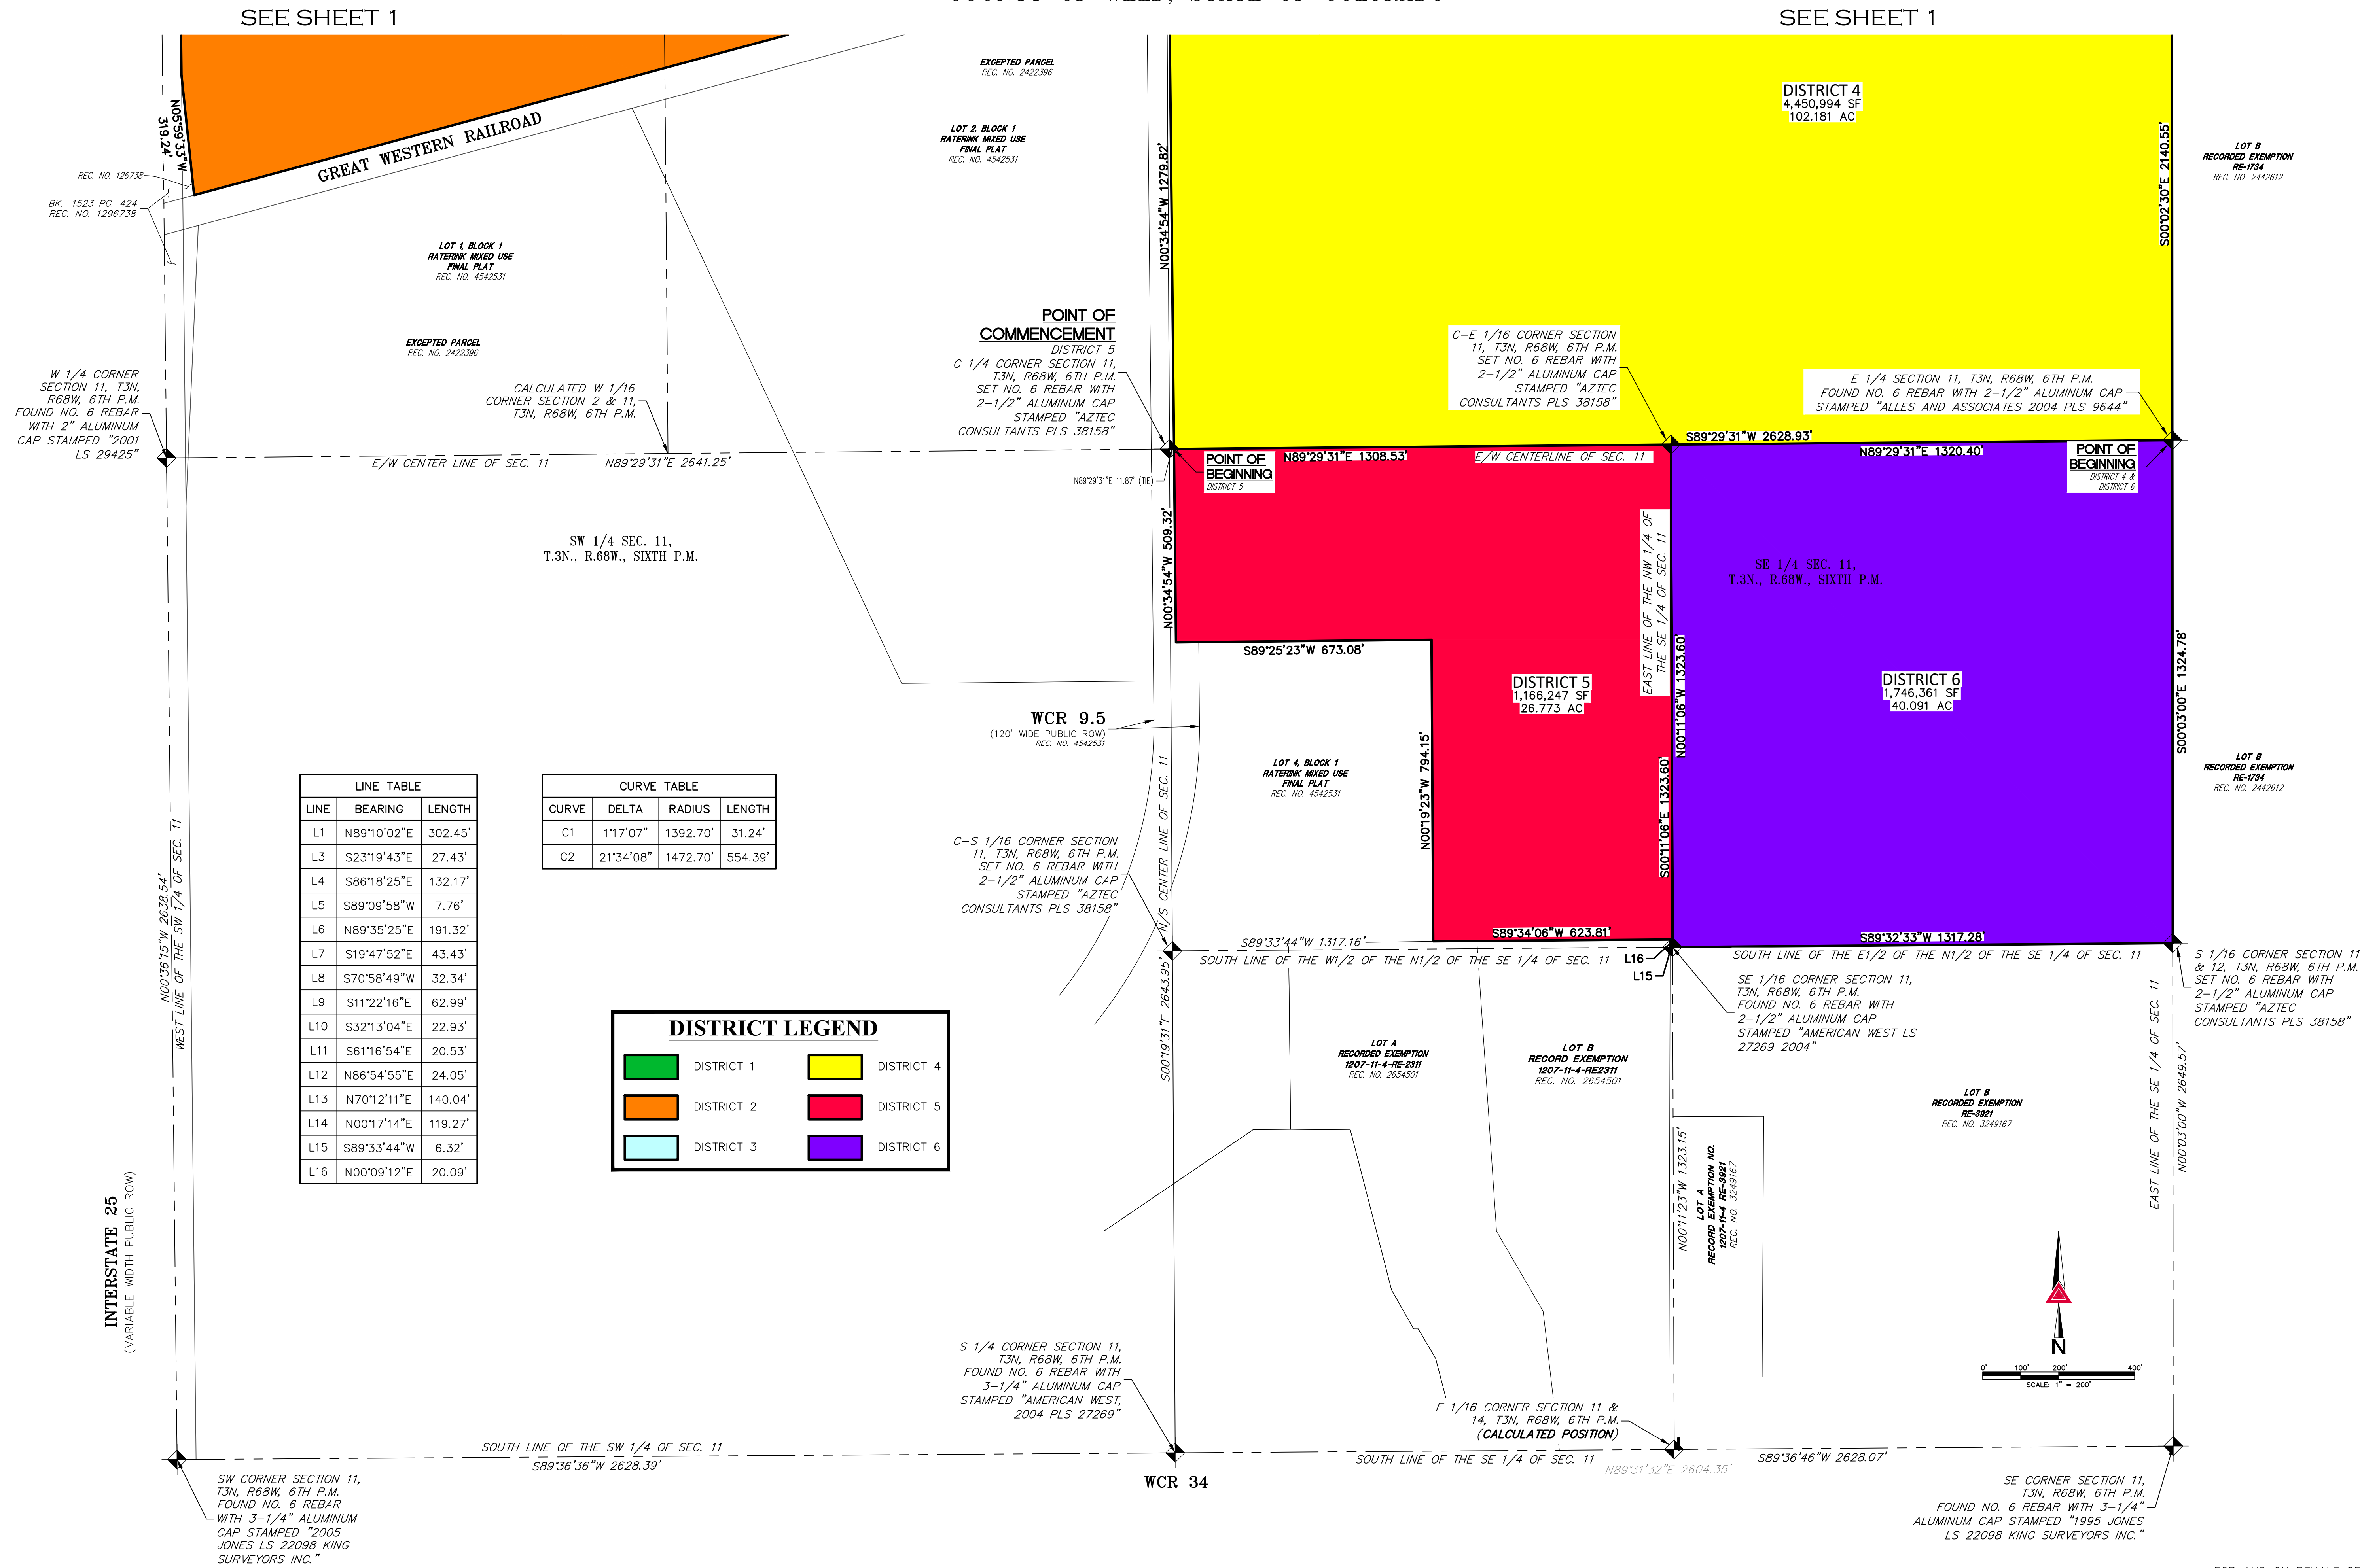 SEE SHEET 1
SEE SHEET 1
DISTRICT 4
4,450,994 SF
102.181 AC
EXCEPTED PARCEL
REC. NO. 2422396
LOT 2, BLOCK 1
RATERINK MIXED USE
FINAL PLAT
REC. NO. 4542531
N05°59'33"W
319.24'
GREAT WESTERN RAILROAD
REC. NO. 126738
BK. 1523 PG. 424
REC. NO. 1296738
N00°34'54"W 1279.82'
S00°02'30"E 2140.55'
LOT B
RECORDED EXEMPTION
RE-1734
REC. NO. 2442612
LOT 1, BLOCK 1
RATERINK MIXED USE
FINAL PLAT
REC. NO. 4542531
EXCEPTED PARCEL
REC. NO. 2422396
W 1/4 CORNER
SECTION 11, T3N,
R68W, 6TH P.M.
FOUND NO. 6 REBAR
WITH 2" ALUMINUM
CAP STAMPED "2001
LS 29425"
CALCULATED W 1/16
CORNER SECTION 2 & 11,
T3N, R68W, 6TH P.M.
POINT OF
COMMENCEMENT
DISTRICT 5
C 1/4 CORNER SECTION 11,
T3N, R68W, 6TH P.M.
SET NO. 6 REBAR WITH
2-1/2" ALUMINUM CAP
STAMPED "AZTEC
CONSULTANTS PLS 38158"
C-E 1/16 CORNER SECTION
11, T3N, R68W, 6TH P.M.
SET NO. 6 REBAR WITH
2-1/2" ALUMINUM CAP
STAMPED "AZTEC
CONSULTANTS PLS 38158"
E 1/4 SECTION 11, T3N, R68W, 6TH P.M.
FOUND NO. 6 REBAR WITH 2-1/2" ALUMINUM CAP
STAMPED "ALLES AND ASSOCIATES 2004 PLS 9644"
E/W CENTER LINE OF SEC. 11
N89°29'31"E 2641.25'
N89°29'31"E 11.87' (TIE)
POINT OF
BEGINNING
DISTRICT 5
N89°29'31"E 1308.53'
E/W CENTERLINE OF SEC. 11
S89°29'31"W 2628.93'
N89°29'31"E 1320.40'
POINT OF
BEGINNING
DISTRICT 4 &
DISTRICT 6
SW 1/4 SEC. 11,
T.3N., R.68W., SIXTH P.M.
N00°34'54"W 509.32'
EAST LINE OF THE NW 1/4 OF
THE SE 1/4 OF SEC. 11
SE 1/4 SEC. 11,
T.3N., R.68W., SIXTH P.M.
S89°25'23"W 673.08'
DISTRICT 5
1,166,247 SF
26.773 AC
N00°11'06"W 1323.60'
S00°11'06"E 1323.60'
DISTRICT 6
1,746,361 SF
40.091 AC
S00°03'00"E 1324.78'
WCR 9.5
(120' WIDE PUBLIC ROW)
REC. NO. 4542531
LOT 4, BLOCK 1
RATERINK MIXED USE
FINAL PLAT
REC. NO. 4542531
N00°19'23"W 794.15'
LOT B
RECORDED EXEMPTION
RE-1734
REC. NO. 2442612
LINE TABLE
LINE BEARING LENGTH
L1 N89°10'02"E 302.45'
L3 S23°19'43"E 27.43'
L4 S86°18'25"E 132.17'
L5 S89°09'58"W 7.76'
L6 N89°35'25"E 191.32'
L7 S19°47'52"E 43.43'
L8 S70°58'49"W 32.34'
L9 S11°22'16"E 62.99'
L10 S32°13'04"E 22.93'
L11 S61°16'54"E 20.53'
L12 N86°54'55"E 24.05'
L13 N70°12'11"E 140.04'
L14 N00°17'14"E 119.27'
L15 S89°33'44"W 6.32'
L16 N00°09'12"E 20.09'
CURVE TABLE
CURVE DELTA RADIUS LENGTH
C1 1°17'07" 1392.70' 31.24'
C2 21°34'08" 1472.70' 554.39'
N00°36'15"W 2638.54'
WEST LINE OF THE SW 1/4 OF SEC. 11
C-S 1/16 CORNER SECTION
11, T3N, R68W, 6TH P.M.
SET NO. 6 REBAR WITH
2-1/2" ALUMINUM CAP
STAMPED "AZTEC
CONSULTANTS PLS 38158"
N/S CENTER LINE OF SEC. 11
S00°19'31"E 2643.95'
S89°33'44"W 1317.16'
S89°34'06"W 623.81'
SOUTH LINE OF THE W1/2 OF THE N1/2 OF THE SE 1/4 OF SEC. 11
L16
L15
S89°32'33"W 1317.28'
SOUTH LINE OF THE E1/2 OF THE N1/2 OF THE SE 1/4 OF SEC. 11
SE 1/16 CORNER SECTION 11,
T3N, R68W, 6TH P.M.
FOUND NO. 6 REBAR WITH
2-1/2" ALUMINUM CAP
STAMPED "AMERICAN WEST LS
27269 2004"
S 1/16 CORNER SECTION 11
& 12, T3N, R68W, 6TH P.M.
SET NO. 6 REBAR WITH
2-1/2" ALUMINUM CAP
STAMPED "AZTEC
CONSULTANTS PLS 38158"
DISTRICT LEGEND
DISTRICT 1
DISTRICT 4
DISTRICT 2
DISTRICT 5
DISTRICT 3
DISTRICT 6
LOT A
RECORDED EXEMPTION
1207-11-4-RE-2311
REC. NO. 2654501
LOT B
RECORD EXEMPTION
1207-11-4-RE2311
REC. NO. 2654501
LOT B
RECORDED EXEMPTION
RE-3921
REC. NO. 3249167
N00°11'23"W 1323.15'
LOT A
RECORD EXEMPTION NO.
1207-11-4 RE-3921
REC. NO. 3249167
EAST LINE OF THE SE 1/4 OF SEC. 11
N00°03'00"W 2649.57'
INTERSTATE 25
(VARIABLE WIDTH PUBLIC ROW)
N
0' 100' 200' 400'
SCALE: 1" = 200'
S 1/4 CORNER SECTION 11,
T3N, R68W, 6TH P.M.
FOUND NO. 6 REBAR WITH
3-1/4" ALUMINUM CAP
STAMPED "AMERICAN WEST,
2004 PLS 27269"
E 1/16 CORNER SECTION 11 &
14, T3N, R68W, 6TH P.M.
(CALCULATED POSITION)
SOUTH LINE OF THE SW 1/4 OF SEC. 11
S89°36'36"W 2628.39'
SOUTH LINE OF THE SE 1/4 OF SEC. 11
N89°31'32"E 2604.35'
S89°36'46"W 2628.07'
WCR 34
SW CORNER SECTION 11,
T3N, R68W, 6TH P.M.
FOUND NO. 6 REBAR
WITH 3-1/4" ALUMINUM
CAP STAMPED "2005
JONES LS 22098 KING
SURVEYORS INC."
SE CORNER SECTION 11,
T3N, R68W, 6TH P.M.
FOUND NO. 6 REBAR WITH 3-1/4"
ALUMINUM CAP STAMPED "1995 JONES
LS 22098 KING SURVEYORS INC."